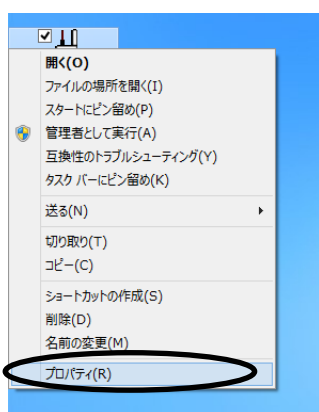 開く(O)
ファイルの場所を開く(I)
スタートにピン留め(P)
管理者として実行(A)
互換性のトラブルシューティング(Y)
タスク バーにピン留め(K)
送る(N)
切り取り(T)
コピー(C)
ショートカットの作成(S)
削除(D)
名前の変更(M)
プロパティ(R)